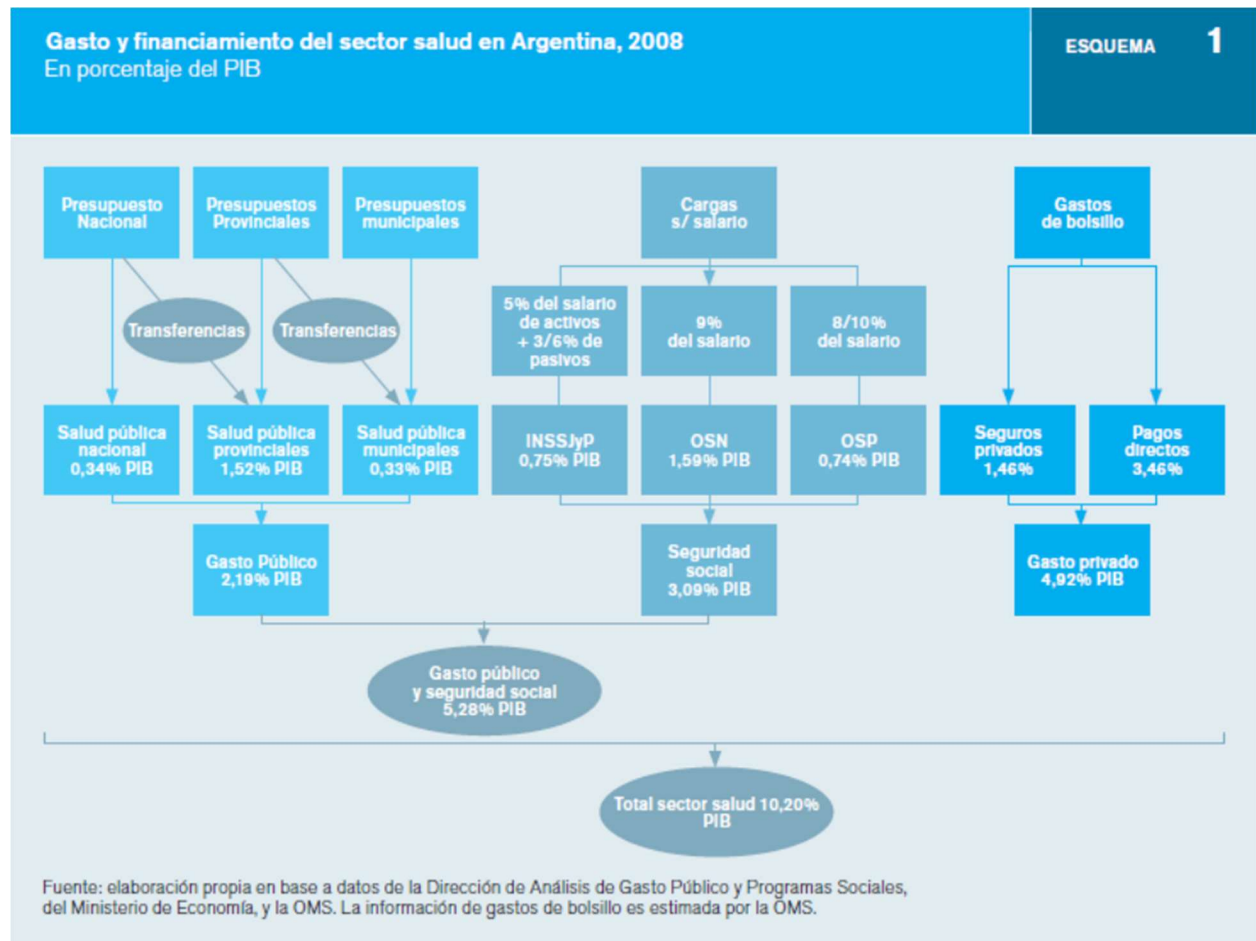 Gasto y financiamiento del sector salud en Argentina, 2008
En porcentaje del PIB
ESQUEMA 1
Presupuesto
Nacional
Presupuestos
Provinciales
Presupuestos
municipales
Cargas
s/ salario
Gastos
de bolsillo
Transferencias
Transferencias
5% del salario
de activos
+ 3/6% de
pasivos
9%
del salario
8/10%
del salario
Salud pública
nacional
0,34% PIB
Salud pública
provinciales
1,52% PIB
Salud pública
municipales
0,33% PIB
INSSJyP
0,75% PIB
OSN
1,59% PIB
OSP
0,74% PIB
Seguros
privados
1,46%
Pagos
directos
3,46%
Gasto Público
2,19% PIB
Seguridad
social
3,09% PIB
Gasto privado
4,92% PIB
Gasto público
y seguridad social
5,28% PIB
Total sector salud 10,20%
PIB
Fuente: elaboración propia en base a datos de la Dirección de Análisis de Gasto Público y Programas Sociales,
del Ministerio de Economía, y la OMS. La información de gastos de bolsillo es estimada por la OMS.